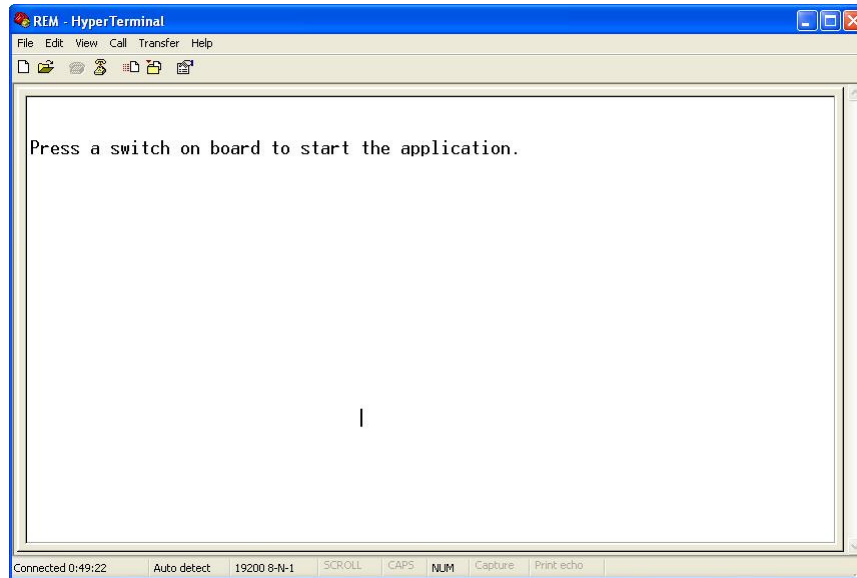 REM - HyperTerminal
File Edit View Call Transfer Help
Press a switch on board to start the application.
Connected 0:49:22 Auto detect 19200 8-N-1 SCROLL CAPS NUM Capture Print echo